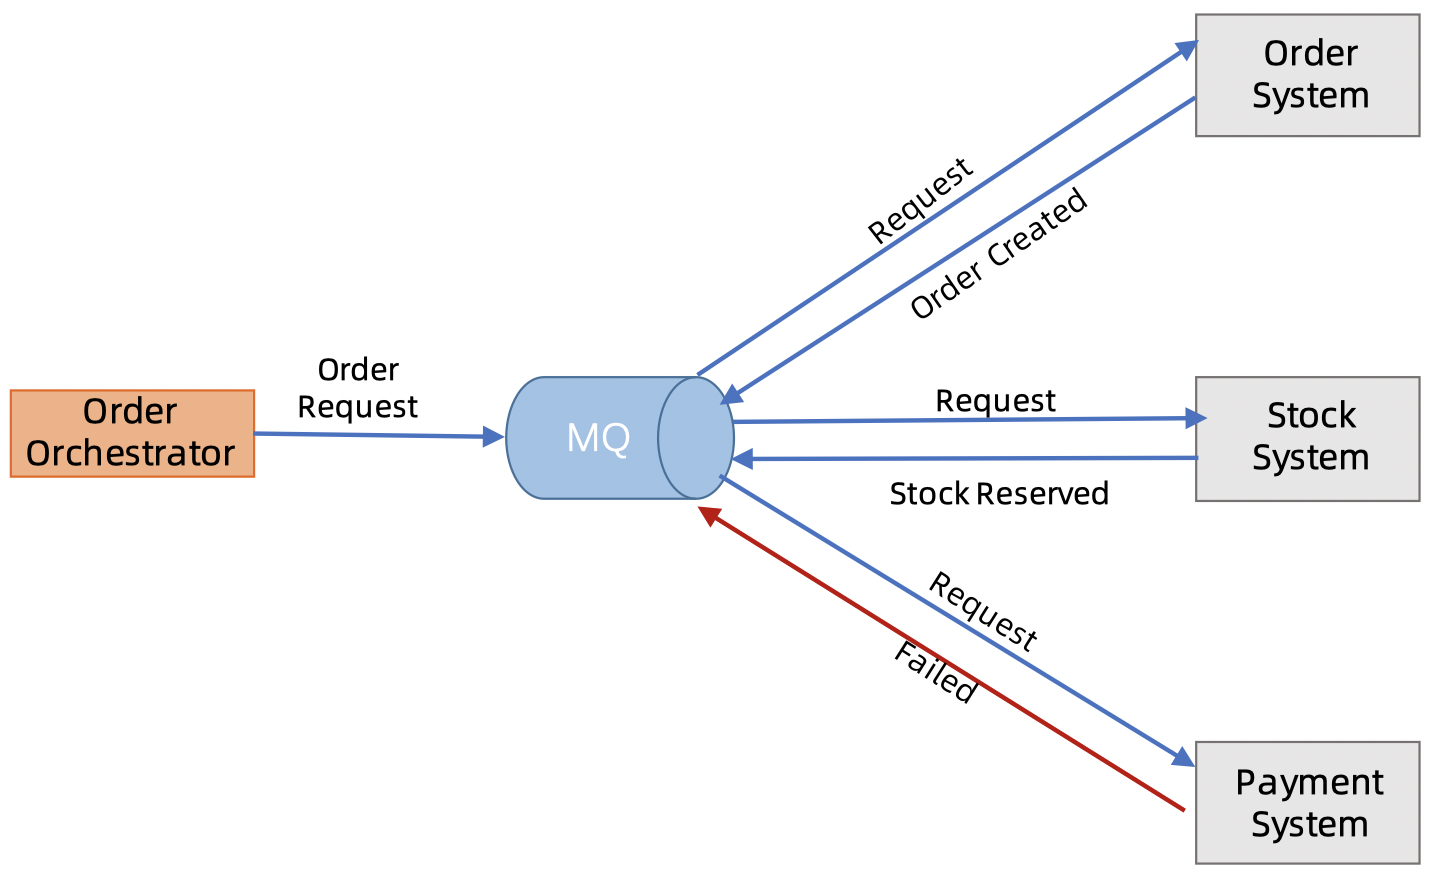 Order
System
Request
Order Created
Order
Request
Order
Orchestrator
MQ
Request
Stock
System
Stock Reserved
Request
Failed
Payment
System